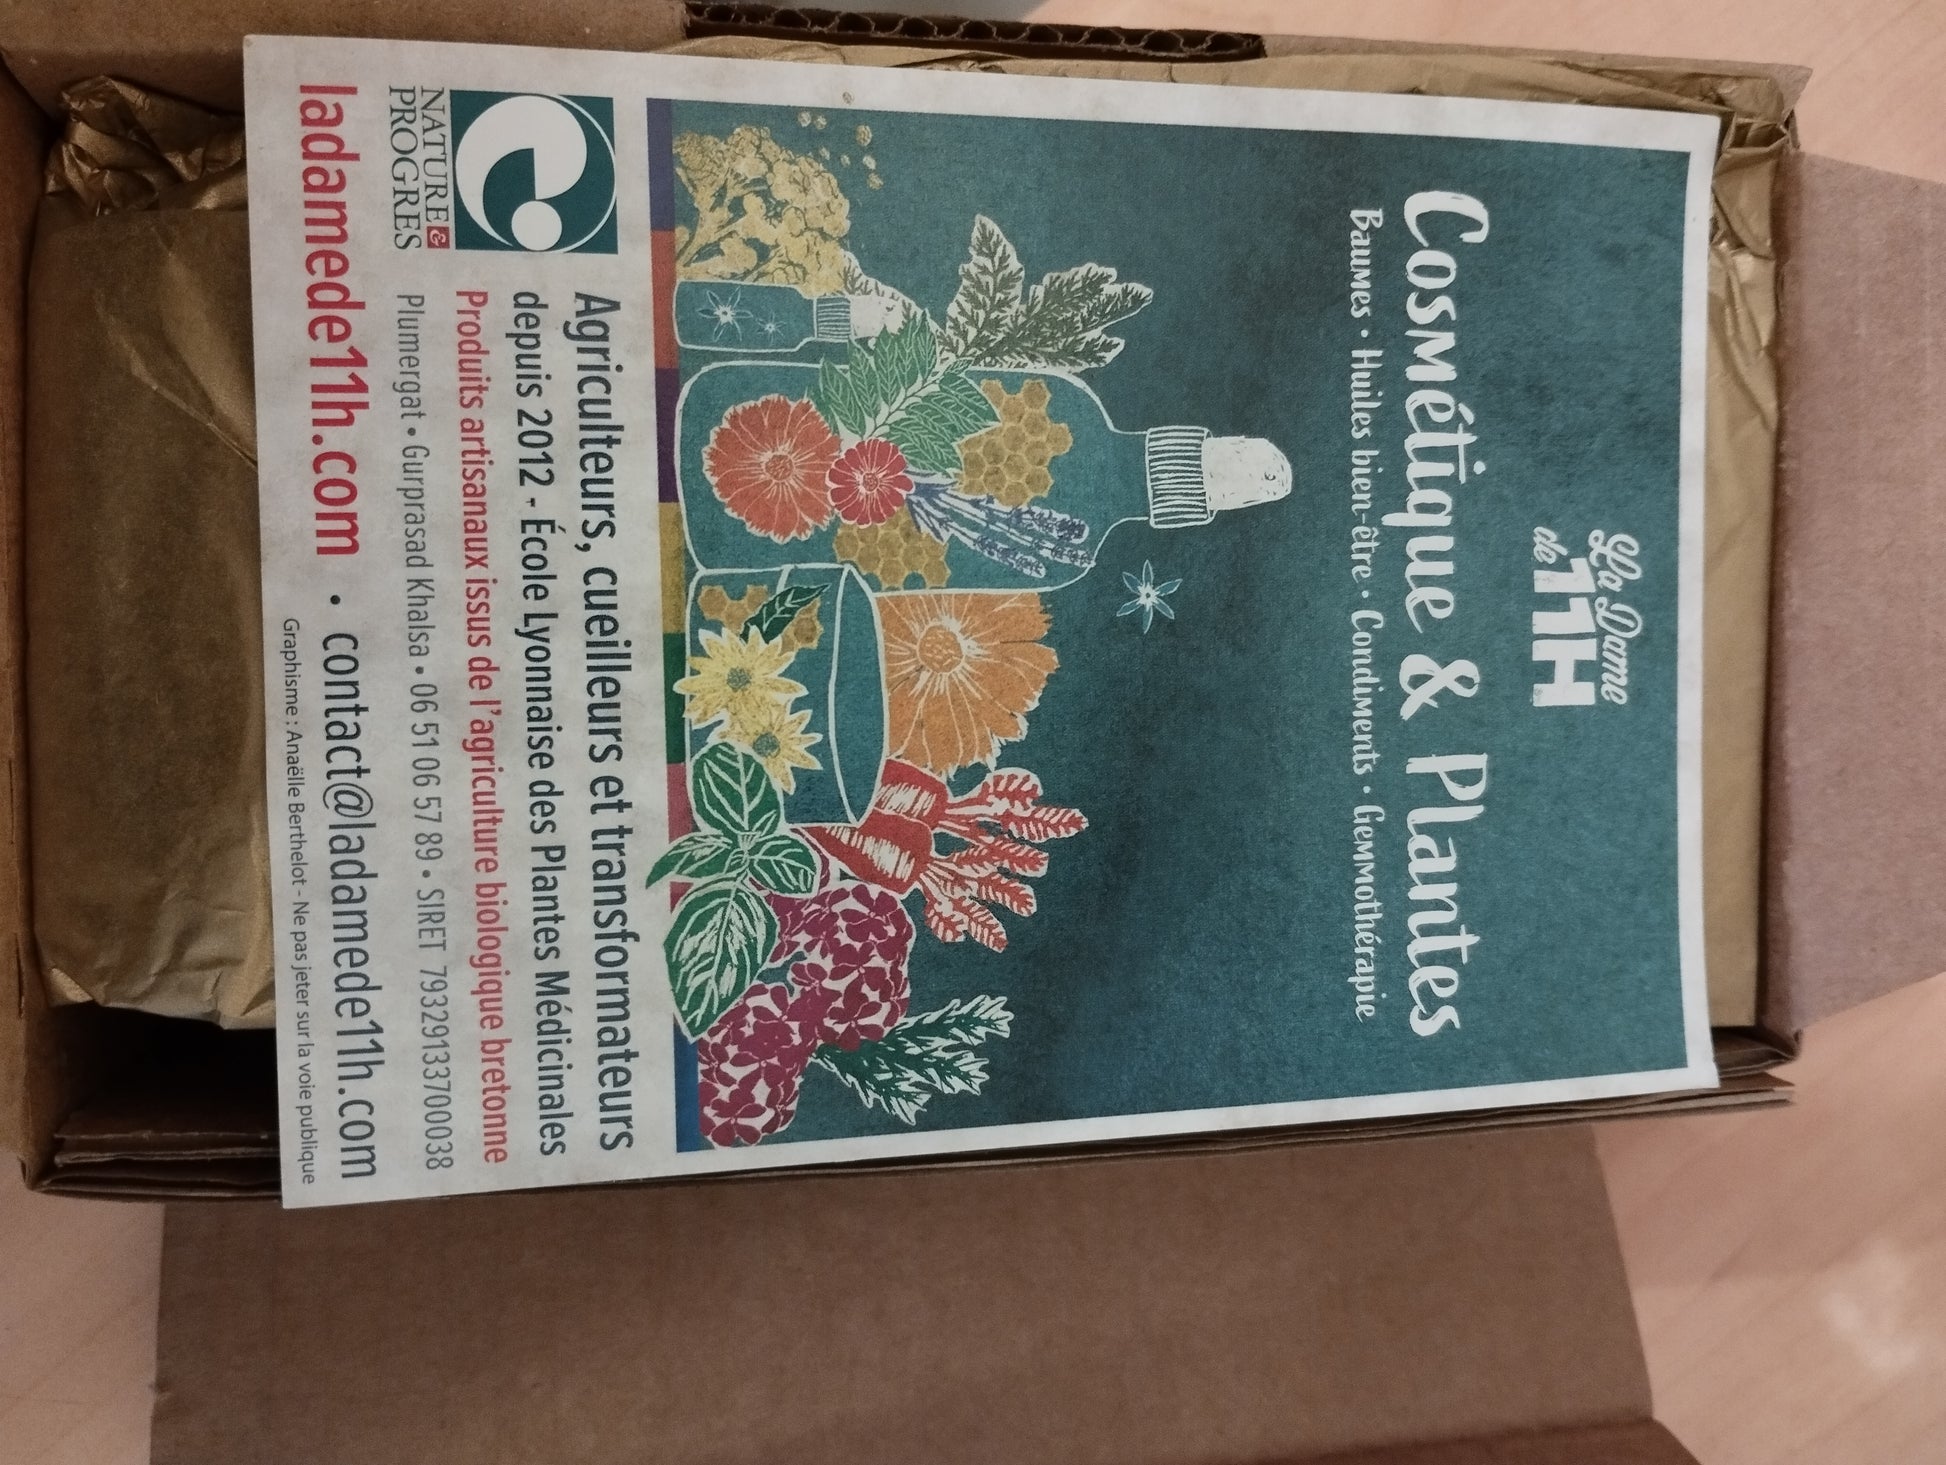 La Dame
de 11H
Cosmétique & Plantes
Baumes • Huiles bien-être • Condiments • Gemmothérapie
Agriculteurs, cueilleurs et transformateurs
depuis 2012 - École Lyonnaise des Plantes Médicinales
Produits artisanaux issus de l'agriculture biologique bretonne
Plumergat • Gurprasad Khalsa • 06 51 06 57 89 • SIRET 79329133700038
NATURE &
PROGRES
ladamede11h.com • contact@ladamede11h.com
Graphisme : Anaëlle Berthelot - Ne pas jeter sur la voie publique